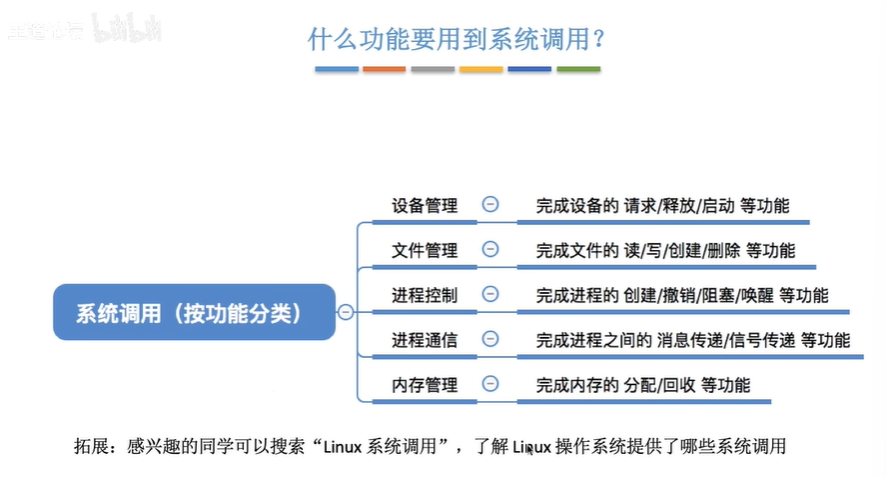 bilibili
什么功能要用到系统调用？
设备管理 完成设备的 请求/释放/启动 等功能
文件管理 完成文件的 读/写/创建/删除 等功能
系统调用（按功能分类）
进程控制 完成进程的 创建/撤销/阻塞/唤醒 等功能
进程通信 完成进程之间的 消息传递/信号传递 等功能
内存管理 完成内存的 分配/回收 等功能
拓展：感兴趣的同学可以搜索“Linux 系统调用”，了解 Linux 操作系统提供了哪些系统调用